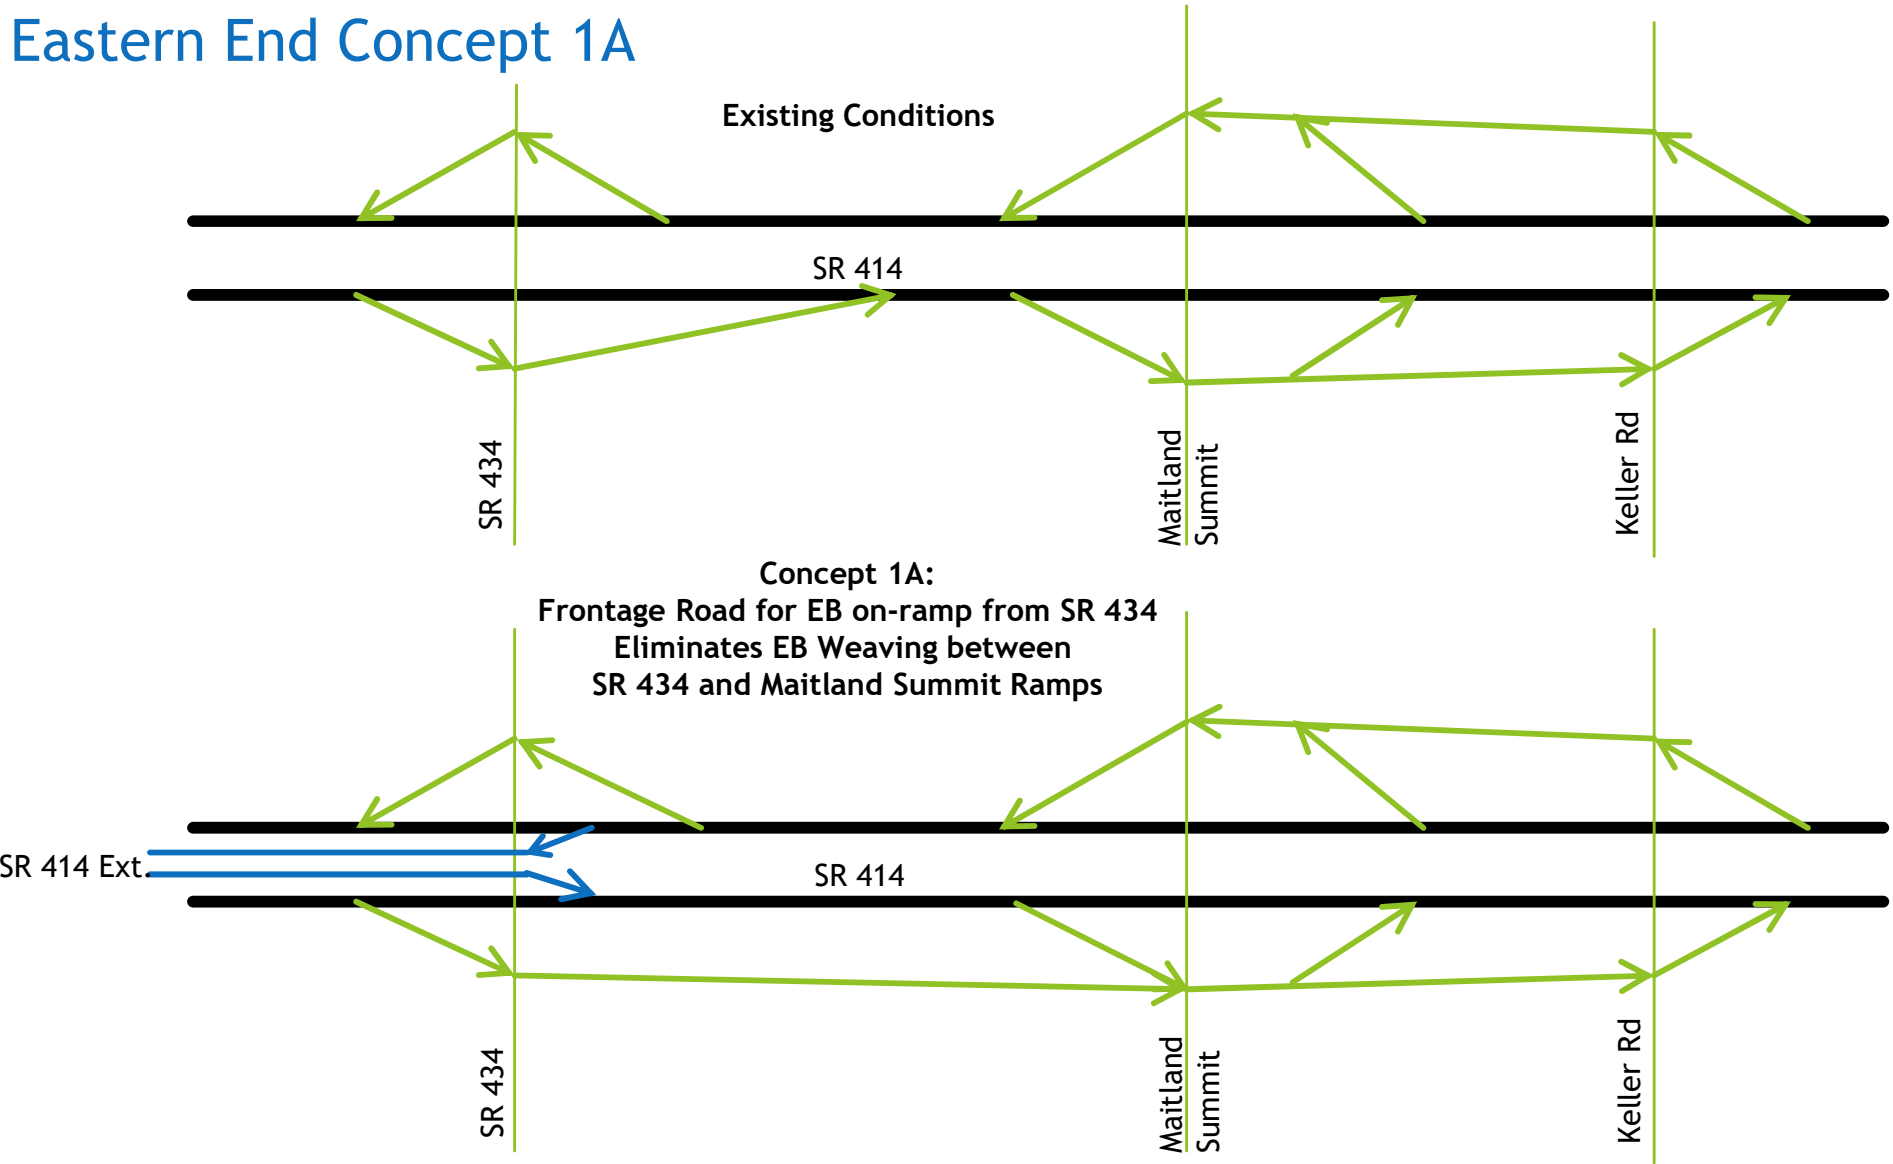 Eastern End Concept 1A
Existing Conditions
SR 414
SR 434
Maitland
Summit
Keller Rd
Concept 1A:
Frontage Road for EB on-ramp from SR 434
Eliminates EB Weaving between
SR 434 and Maitland Summit Ramps
SR 414 Ext.
SR 414
SR 434
Maitland
Summit
Keller Rd